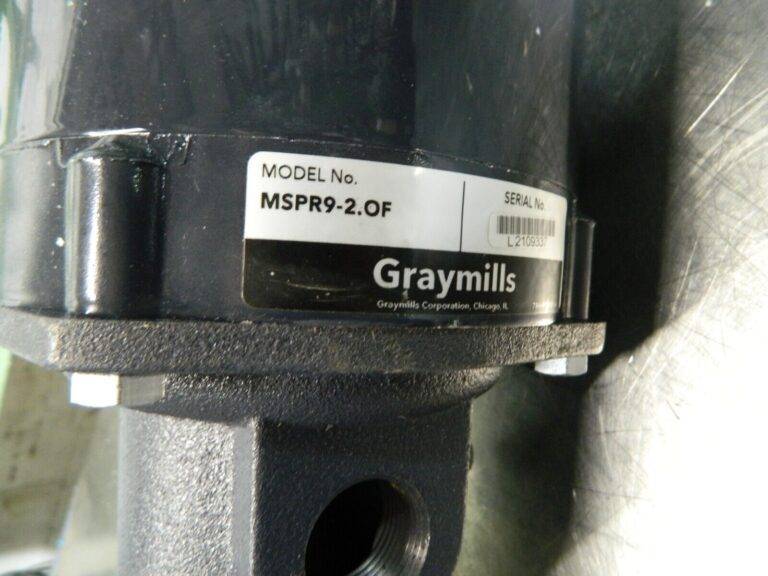 MODEL No.
MSPR9-2.OF
SERIAL No.
L2109337
Graymills
Graymills Corporation, Chicago, IL